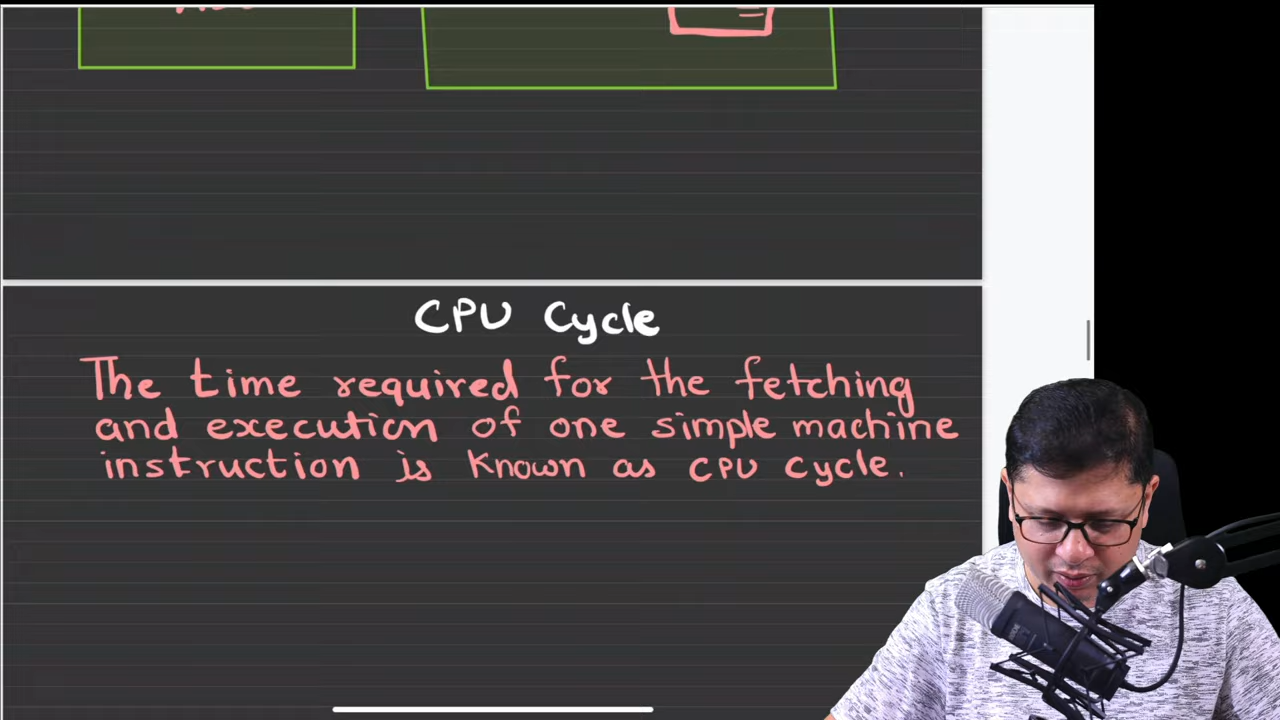 CPU Cycle
The time required for the fetching
and execution of one simple machine
instruction is known as CPU cycle.